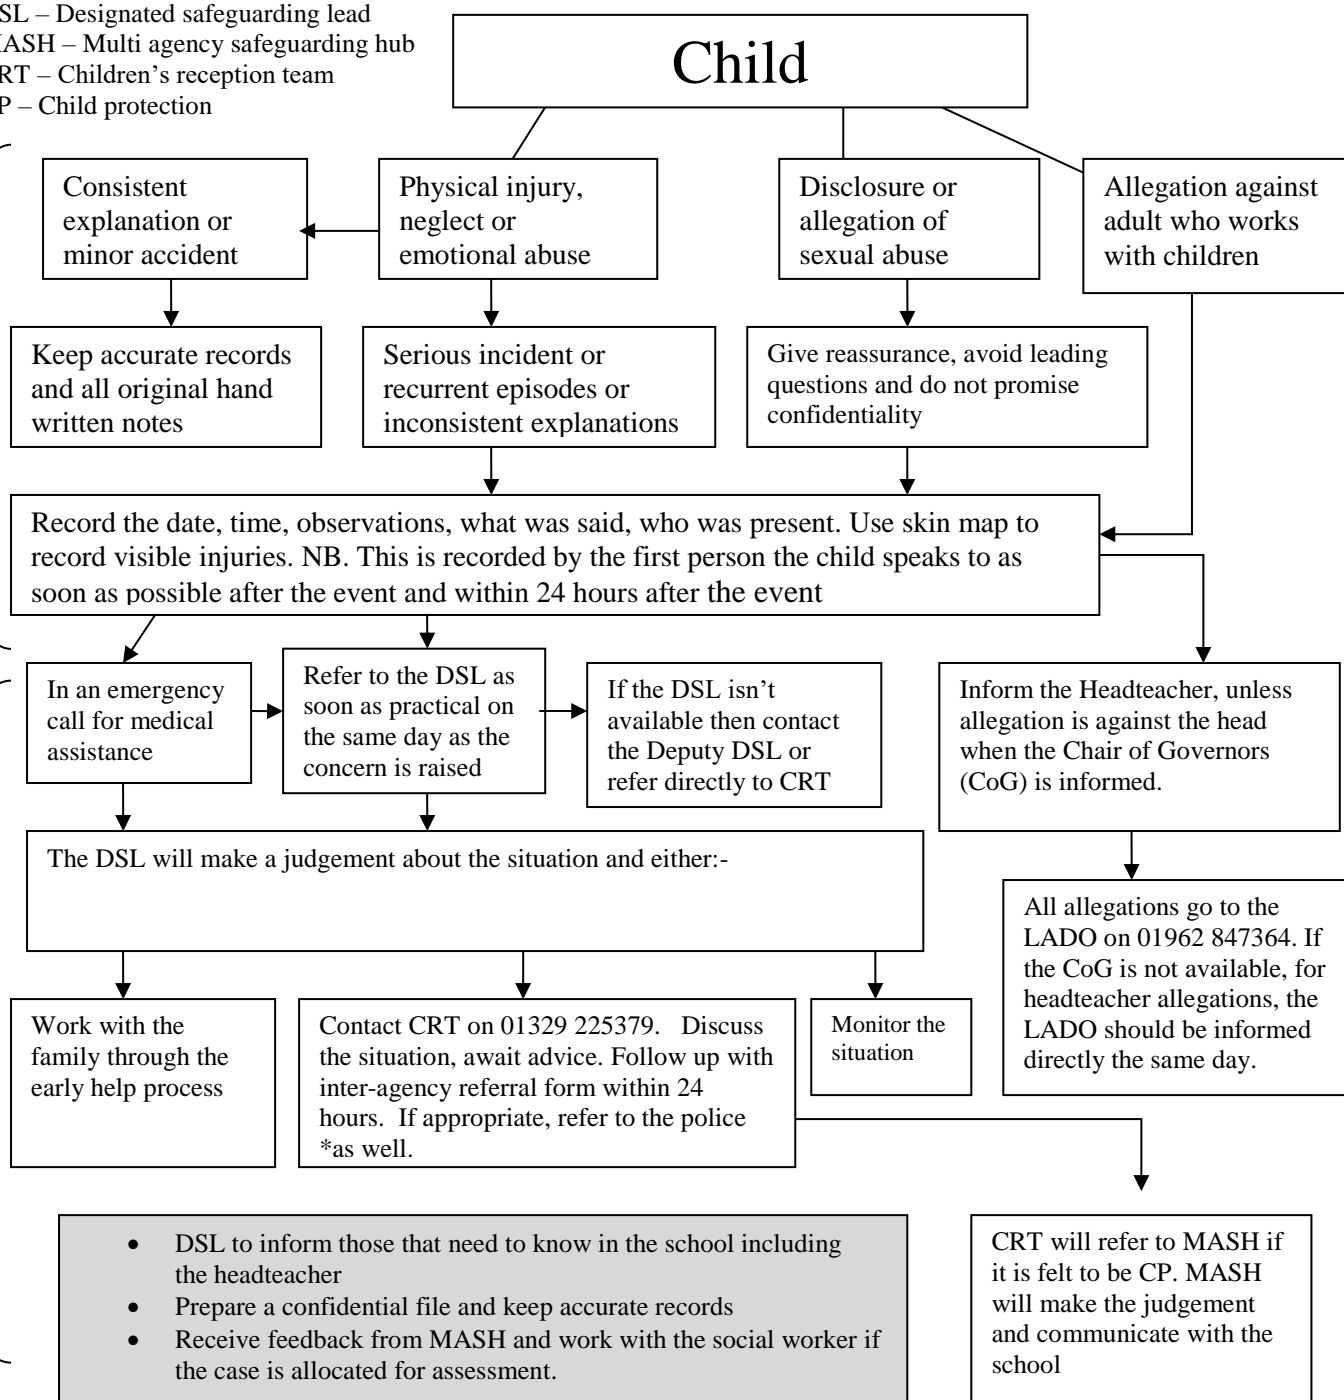 SL – Designated safeguarding lead
ASH – Multi agency safeguarding hub
RT – Children’s reception team
P – Child protection
Child
Consistent
explanation or
minor accident
Physical injury,
neglect or
emotional abuse
Disclosure or
allegation of
sexual abuse
Allegation against
adult who works
with children
Keep accurate records
and all original hand
written notes
Serious incident or
recurrent episodes or
inconsistent explanations
Give reassurance, avoid leading
questions and do not promise
confidentiality
Record the date, time, observations, what was said, who was present. Use skin map to
record visible injuries. NB. This is recorded by the first person the child speaks to as
soon as possible after the event and within 24 hours after the event
In an emergency
call for medical
assistance
Refer to the DSL as
soon as practical on
the same day as the
concern is raised
If the DSL isn’t
available then contact
the Deputy DSL or
refer directly to CRT
Inform the Headteacher, unless
allegation is against the head
when the Chair of Governors
(CoG) is informed.
The DSL will make a judgement about the situation and either:-
All allegations go to the
LADO on 01962 847364. If
the CoG is not available, for
headteacher allegations, the
LADO should be informed
directly the same day.
Work with the
family through the
early help process
Contact CRT on 01329 225379.   Discuss
the situation, await advice. Follow up with
inter-agency referral form within 24
hours.  If appropriate, refer to the police
*as well.
Monitor the
situation
• DSL to inform those that need to know in the school including
the headteacher
• Prepare a confidential file and keep accurate records
• Receive feedback from MASH and work with the social worker if
the case is allocated for assessment.
CRT will refer to MASH if
it is felt to be CP. MASH
will make the judgement
and communicate with the
school